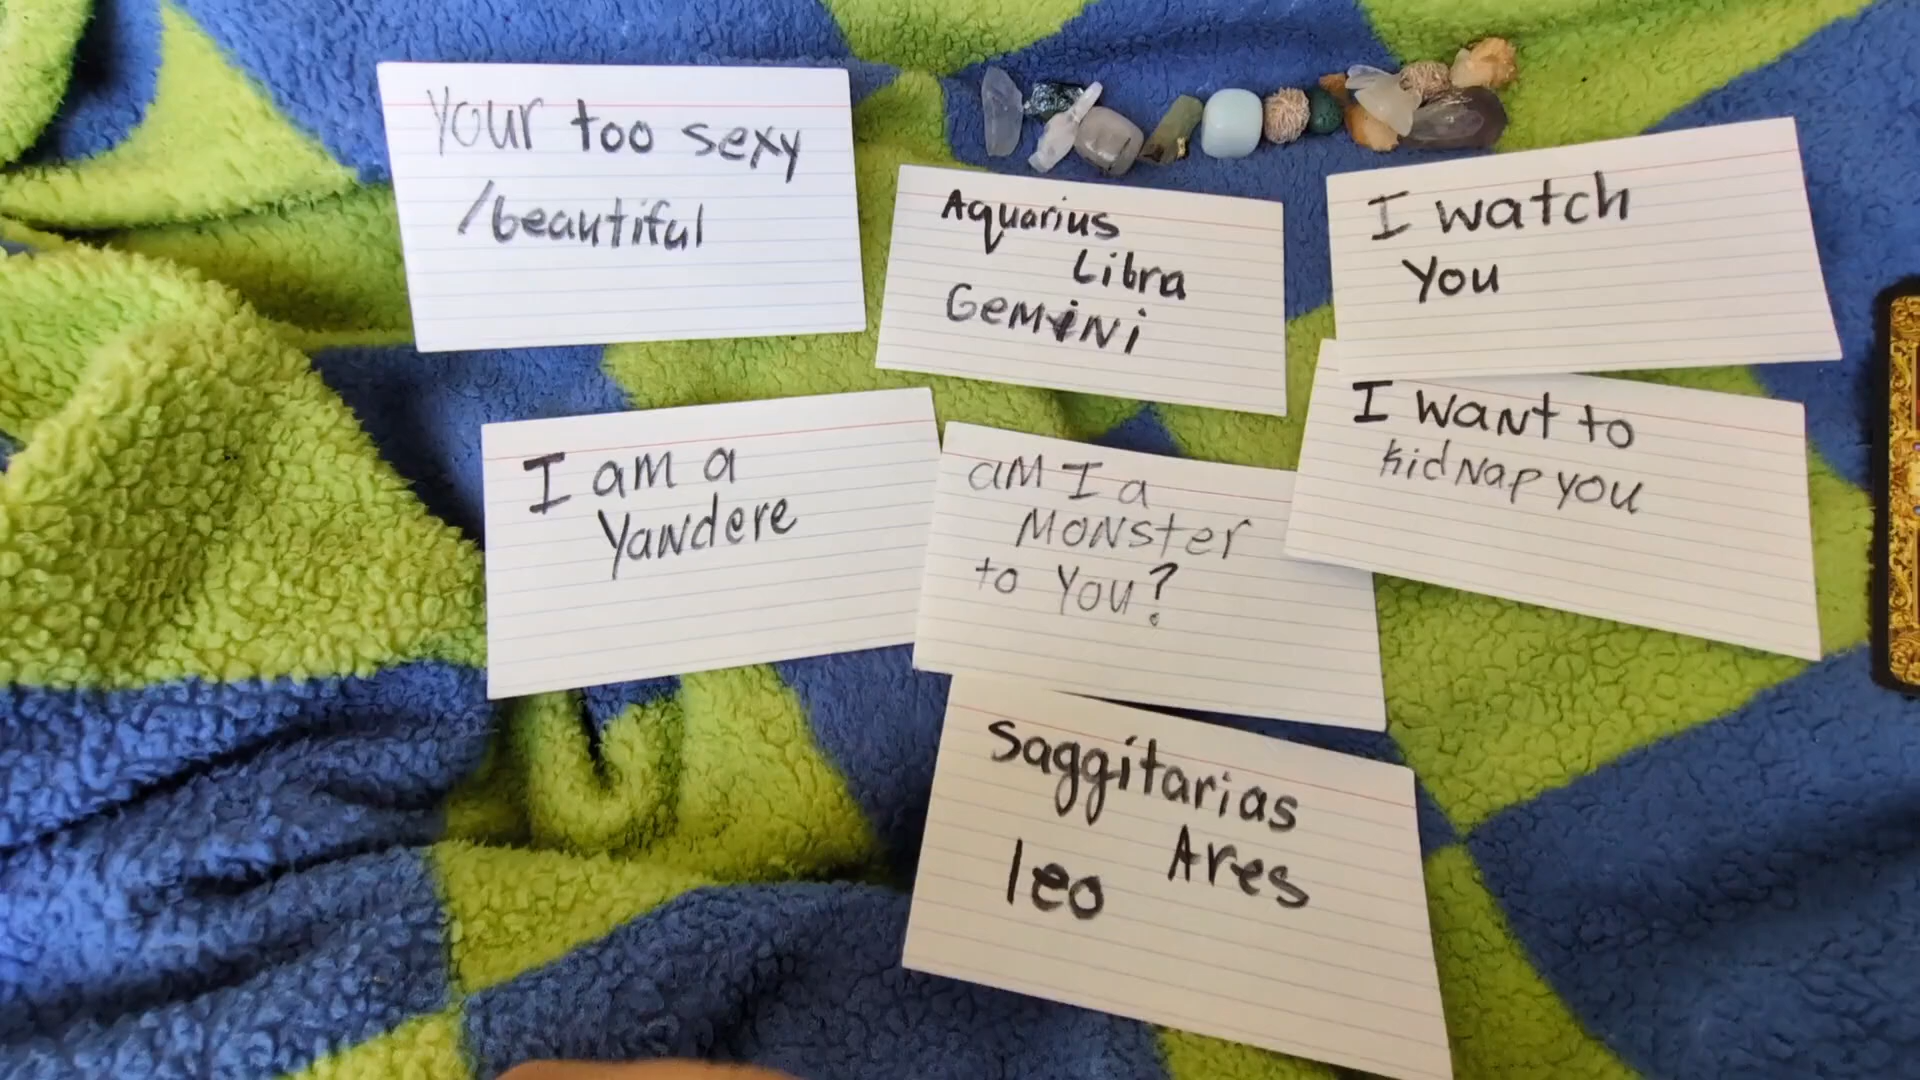 Your too sexy
/beautiful
Aquarius
Libra
GemiNi
I watch
You
I am a
YaNdere
aM I a
MoNster
to You?
I waNt to
kidNap you
Saggitarias
Ares
leo